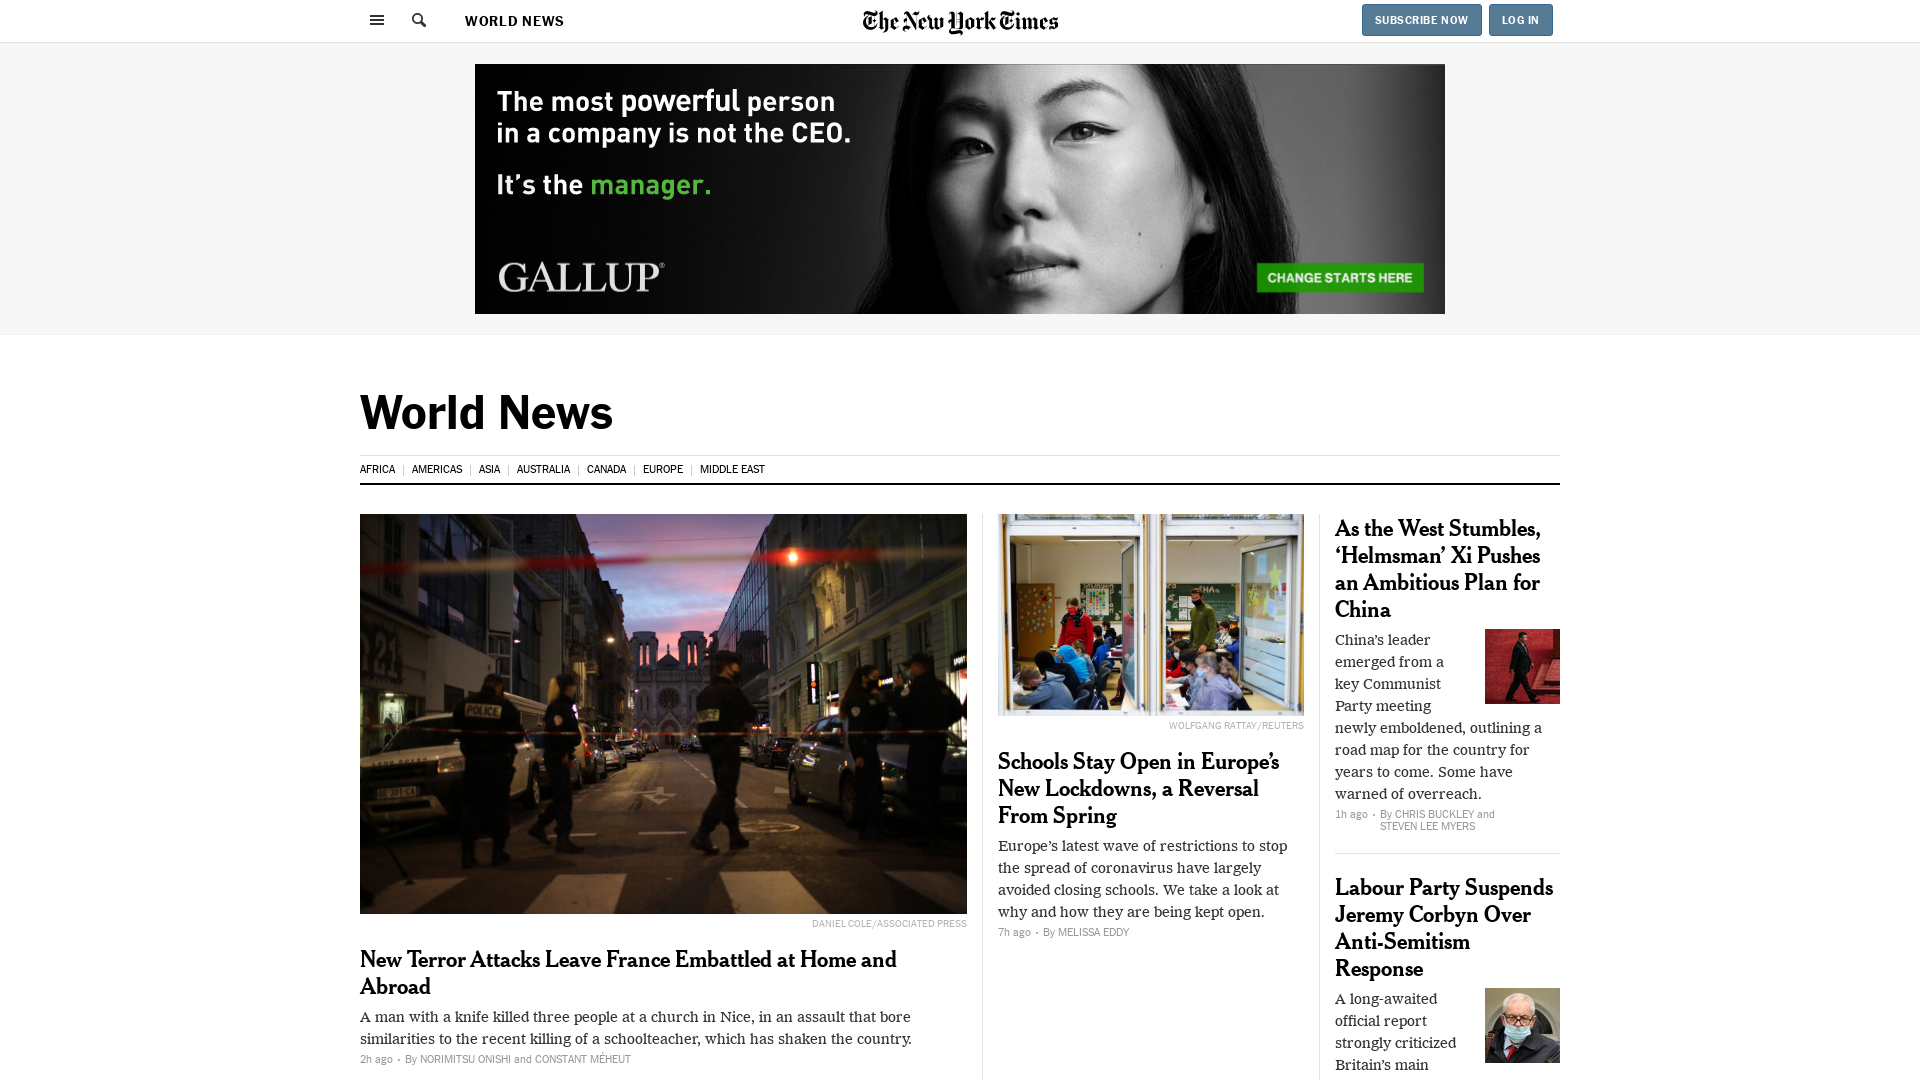 WORLD NEWS
The New York Times
SUBSCRIBE NOW
LOG IN
The most powerful person
in a company is not the CEO.
It's the manager.
GALLUP®
CHANGE STARTS HERE
World News
AFRICA
AMERICAS
ASIA
AUSTRALIA
CANADA
EUROPE
MIDDLE EAST
POLICE
DANIEL COLE/ASSOCIATED PRESS
New Terror Attacks Leave France Embattled at Home and
Abroad
A man with a knife killed three people at a church in Nice, in an assault that bore
similarities to the recent killing of a schoolteacher, which has shaken the country.
2h ago • By NORIMITSU ONISHI and CONSTANT MÉHEUT
WOLFGANG RATTAY/REUTERS
Schools Stay Open in Europe’s
New Lockdowns, a Reversal
From Spring
Europe’s latest wave of restrictions to stop
the spread of coronavirus have largely
avoided closing schools. We take a look at
why and how they are being kept open.
7h ago • By MELISSA EDDY
As the West Stumbles,
‘Helmsman’ Xi Pushes
an Ambitious Plan for
China
China’s leader
emerged from a
key Communist
Party meeting
newly emboldened, outlining a
road map for the country for
years to come. Some have
warned of overreach.
1h ago • By CHRIS BUCKLEY and
STEVEN LEE MYERS
Labour Party Suspends
Jeremy Corbyn Over
Anti-Semitism
Response
A long-awaited
official report
strongly criticized
Britain’s main